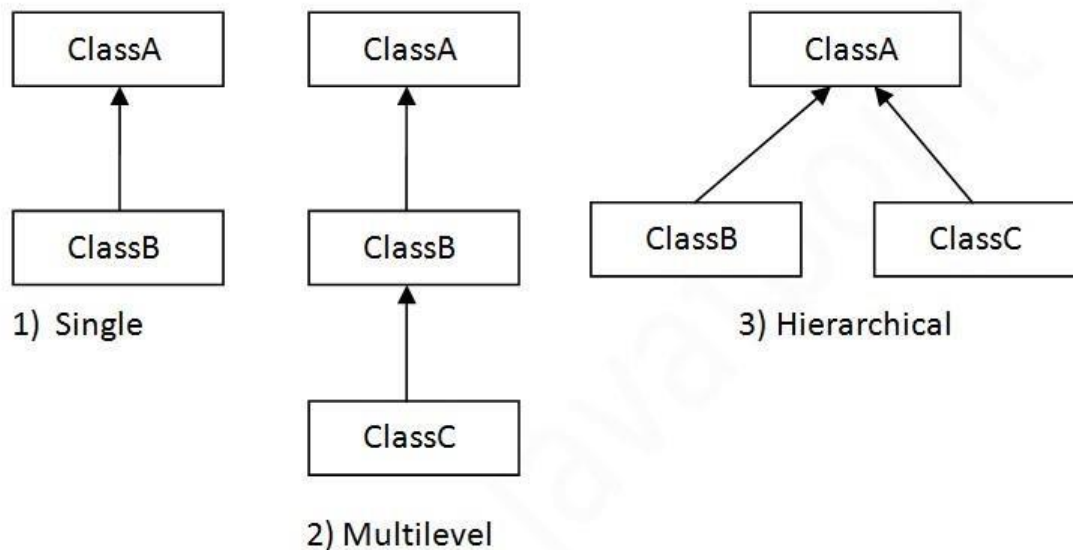 ClassA
ClassB
1) Single
ClassA
ClassB
ClassC
2) Multilevel
ClassA
ClassB
ClassC
3) Hierarchical